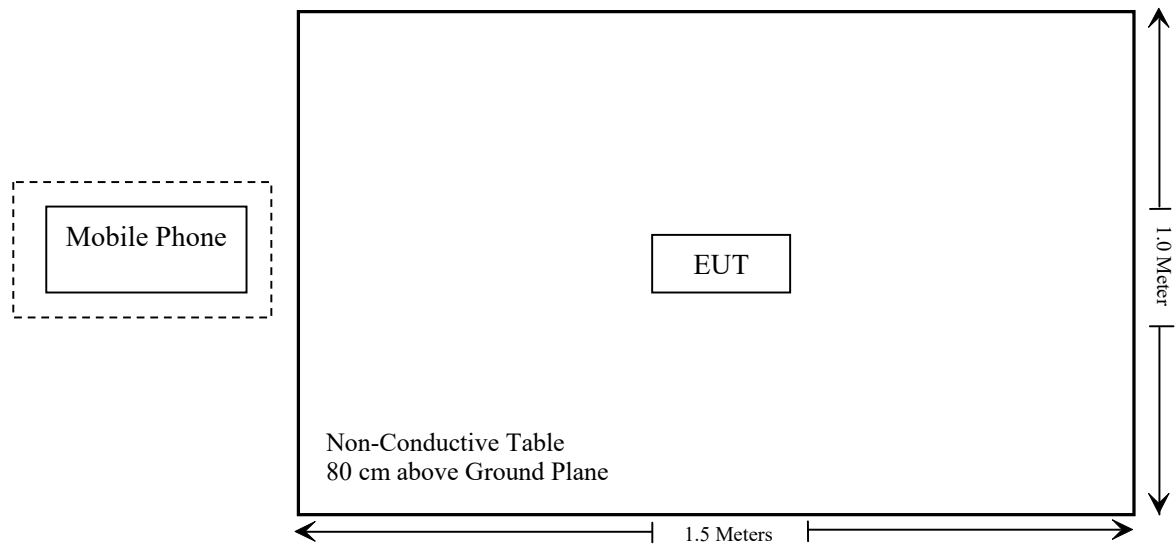 Mobile Phone
EUT
1.0 Meter
Non-Conductive Table
80 cm above Ground Plane
1.5 Meters